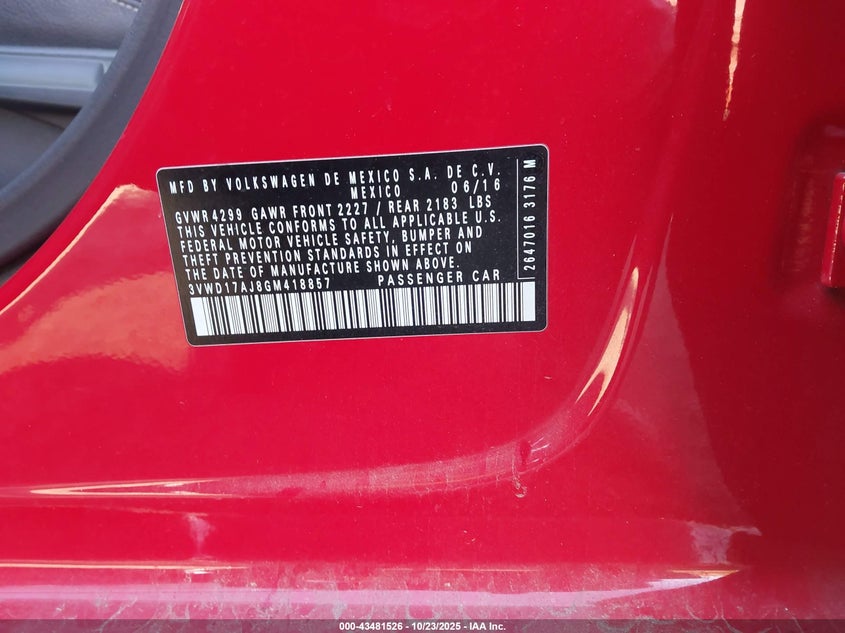 MFD BY VOLKSWAGEN DE MEXICO S.A. DE C.V.
MEXICO 06/16
GVWR 4299 GAWR FRONT 2227 / REAR 2183 LBS
THIS VEHICLE CONFORMS TO ALL APPLICABLE U.S.
FEDERAL MOTOR VEHICLE SAFETY, BUMPER AND
THEFT PREVENTION STANDARDS IN EFFECT ON
THE DATE OF MANUFACTURE SHOWN ABOVE.
3VWD17AJ8GM418857 PASSENGER CAR
2647016 3176 M
000-43481526 - 10/23/2025 - IAA Inc.